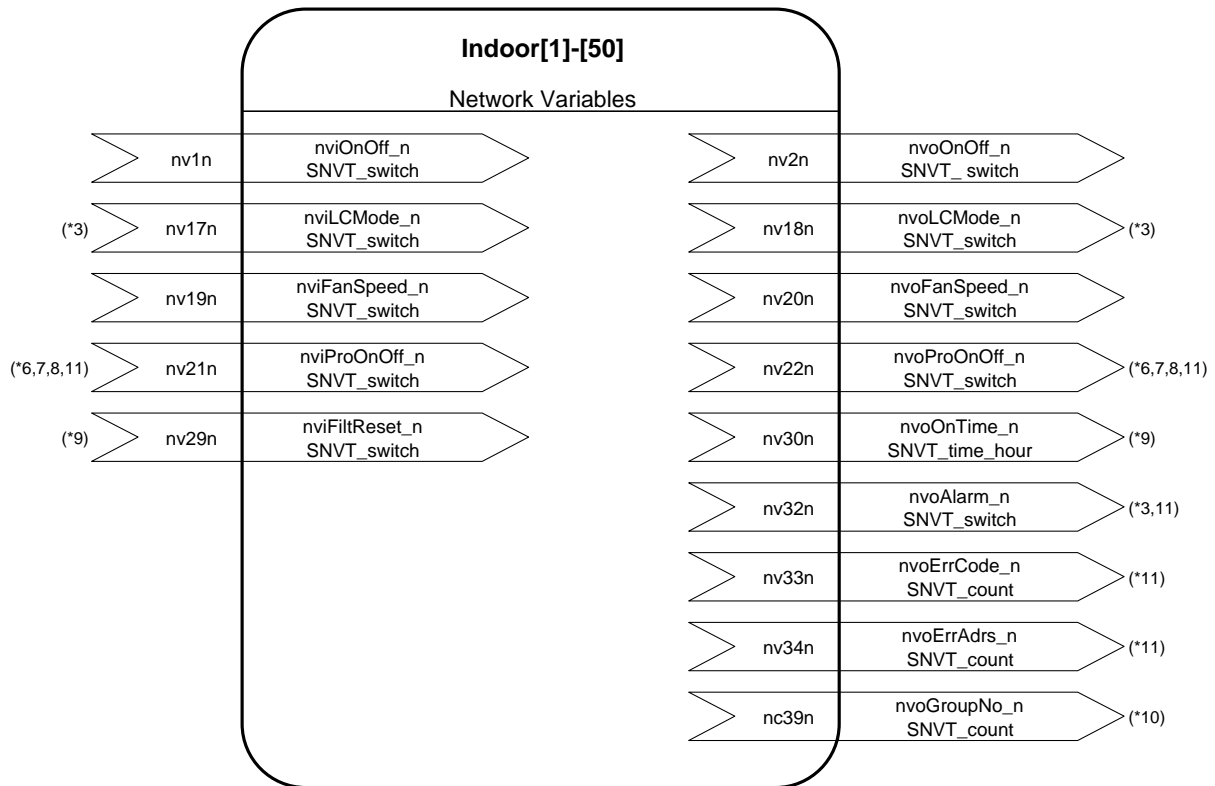 Indoor[1]-[50]
Network Variables
nv1n
nviOnOff_n
SNVT_switch
nv2n
nvoOnOff_n
SNVT_ switch
(*3)
nv17n
nviLCMode_n
SNVT_switch
nv18n
nvoLCMode_n
SNVT_switch
(*3)
nv19n
nviFanSpeed_n
SNVT_switch
nv20n
nvoFanSpeed_n
SNVT_switch
(*6,7,8,11)
nv21n
nviProOnOff_n
SNVT_switch
nv22n
nvoProOnOff_n
SNVT_switch
(*6,7,8,11)
(*9)
nv29n
nviFiltReset_n
SNVT_switch
nv30n
nvoOnTime_n
SNVT_time_hour
(*9)
nv32n
nvoAlarm_n
SNVT_switch
(*3,11)
nv33n
nvoErrCode_n
SNVT_count
(*11)
nv34n
nvoErrAdrs_n
SNVT_count
(*11)
nc39n
nvoGroupNo_n
SNVT_count
(*10)